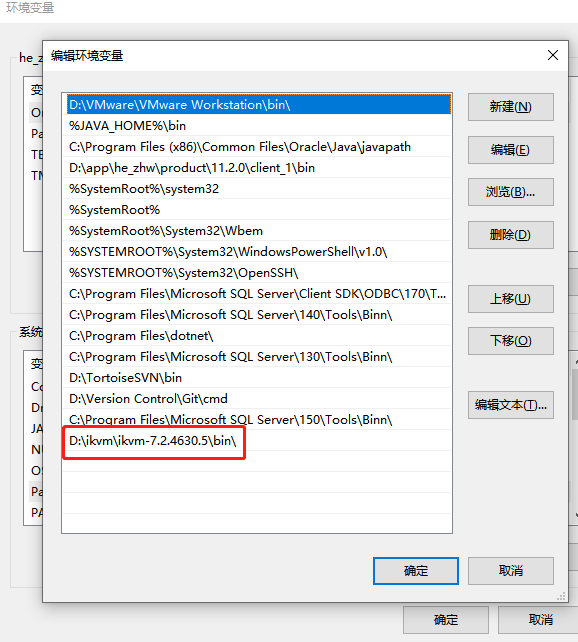 环境变量
编辑环境变量
he_z
变
Or
Pa
TE
TM
D:\VMware\VMware Workstation\bin\
%JAVA_HOME%\bin
C:\Program Files (x86)\Common Files\Oracle\Java\javapath
D:\app\he_zhw\product\11.2.0\client_1\bin
%SystemRoot%\system32
%SystemRoot%
%SystemRoot%\System32\Wbem
%SYSTEMROOT%\System32\WindowsPowerShell\v1.0\
%SYSTEMROOT%\System32\OpenSSH\
C:\Program Files\Microsoft SQL Server\Client SDK\ODBC\170\T...
C:\Program Files\Microsoft SQL Server\140\Tools\Binn\
C:\Program Files\dotnet\
C:\Program Files\Microsoft SQL Server\130\Tools\Binn\
D:\TortoiseSVN\bin
D:\Version Control\Git\cmd
C:\Program Files\Microsoft SQL Server\150\Tools\Binn\
D:\ikvm\ikvm-7.2.4630.5\bin\
新建(N)
编辑(E)
浏览(B)...
删除(D)
上移(U)
下移(O)
编辑文本(T)...
系统
变
Co
Dr
JA
NU
OS
Pa
PA
确定
取消
确定
取消